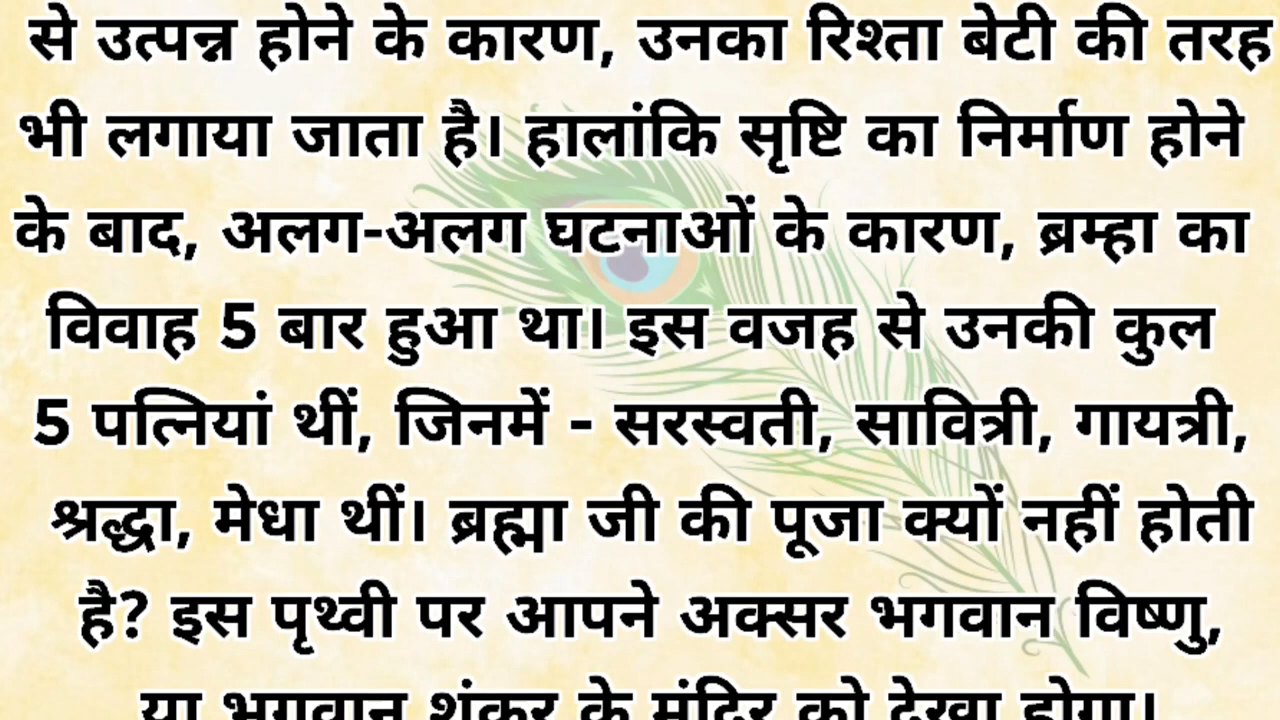 से उत्पन्न होने के कारण, उनका रिश्ता बेटी की तरह
भी लगाया जाता है। हालांकि सृष्टि का निर्माण होने
के बाद, अलग-अलग घटनाओं के कारण, ब्रम्हा का
विवाह 5 बार हुआ था। इस वजह से उनकी कुल
5 पत्नियां थीं, जिनमें - सरस्वती, सावित्री, गायत्री,
श्रद्धा, मेधा थीं। ब्रह्मा जी की पूजा क्यों नहीं होती
है? इस पृथ्वी पर आपने अक्सर भगवान विष्णु,
या भगवान शंकर के मंदिर को देखा होगा।